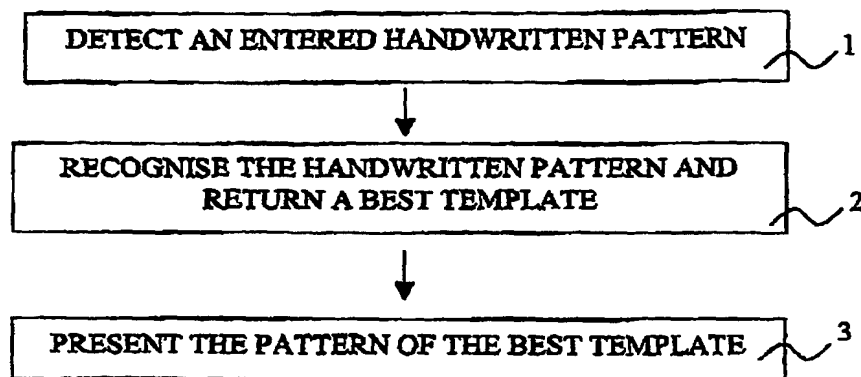 DETECT AN ENTERED HANDWRITTEN PATTERN
1
RECOGNISE THE HANDWRITTEN PATTERN AND
RETURN A BEST TEMPLATE
2
PRESENT THE PATTERN OF THE BEST TEMPLATE
3